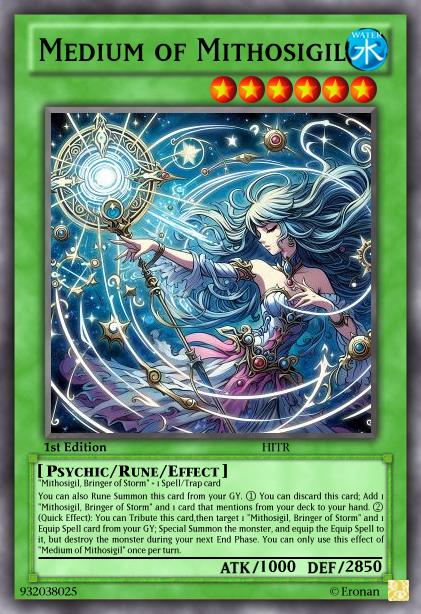 Medium of Mithosigil
WATER
水
1st Edition HITR
[ Psychic/Rune/Effect ]
"Mithosigil, Bringer of Storm" + 1 Spell/Trap card
You can also Rune Summon this card from your GY. ① You can discard this card; Add 1
"Mithosigil, Bringer of Storm" and 1 card that mentions from your deck to your hand. ②
(Quick Effect): You can Tribute this card,then target 1 "Mithosigil, Bringer of Storm" and 1
Equip Spell card from your GY; Special Summon the monster, and equip the Equip Spell to
it, but destroy the monster during your next End Phase. You can only use this effect of
"Medium of Mithosigil" once per turn.
ATK/1000 DEF/2850
932038025 © Eronan